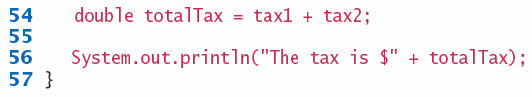 54 double totalTax = tax1 + tax2;
55
56 System.out.println("The tax is $" + totalTax);
57 }